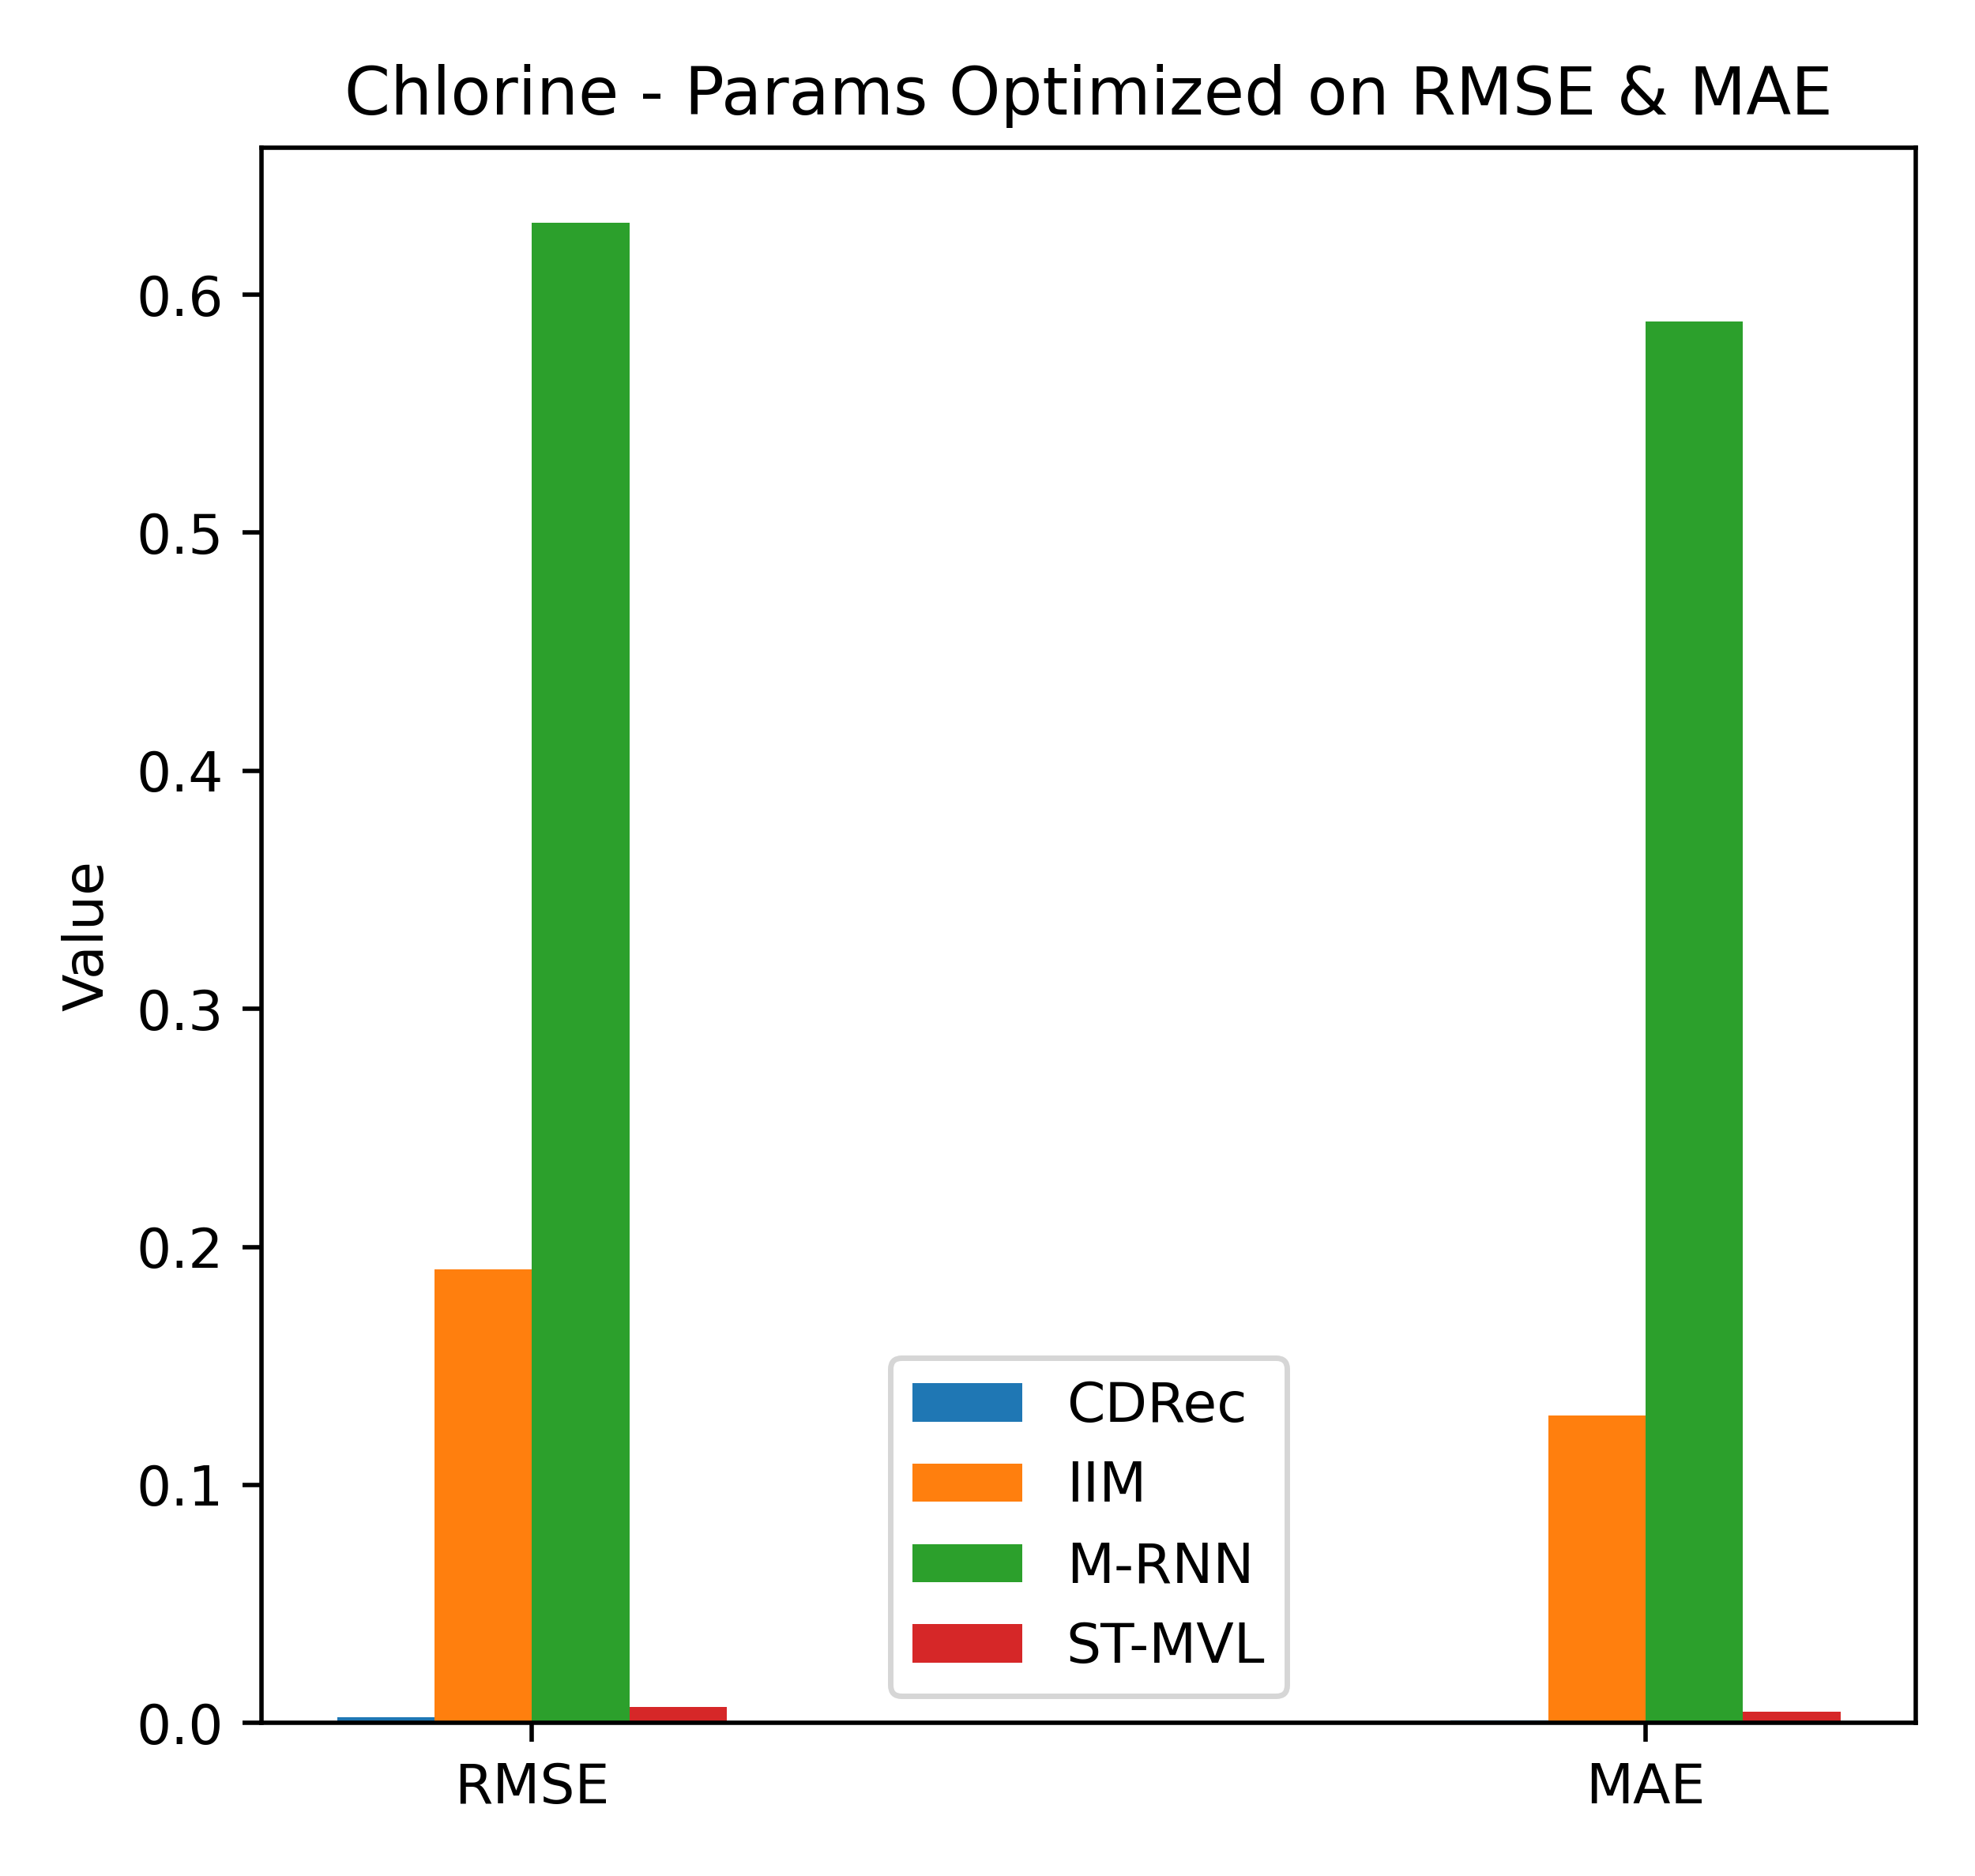 Chlorine - Params Optimized on RMSE & MAE
Value
0.6
0.5
0.4
0.3
0.2
0.1
0.0
CDRec
IIM
M-RNN
ST-MVL
RMSE
MAE